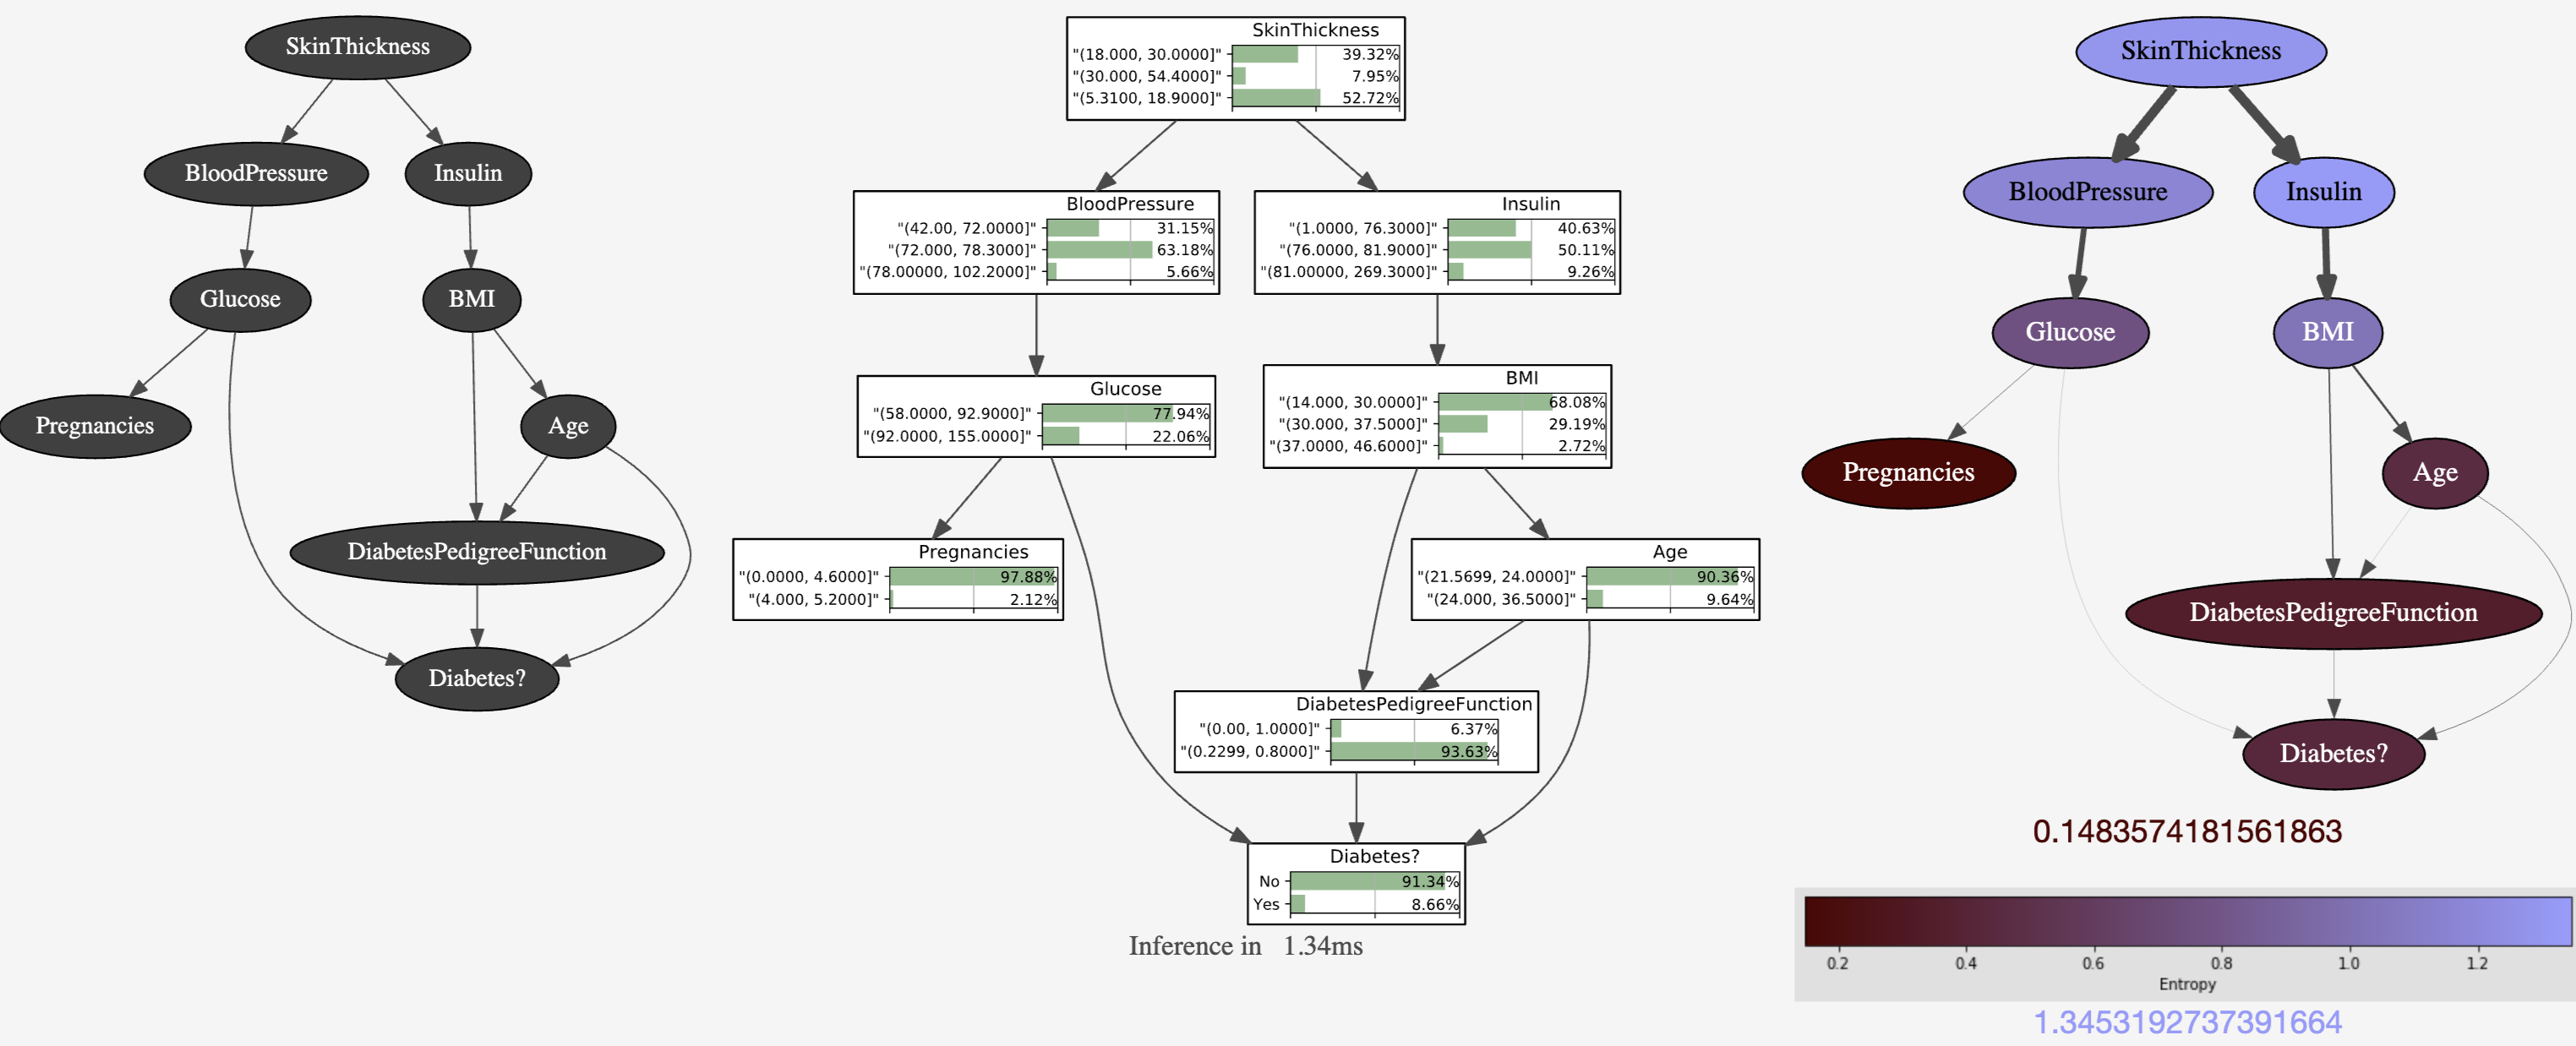 SkinThickness
BloodPressure
Insulin
Glucose
BMI
Pregnancies
Age
DiabetesPedigreeFunction
Diabetes?
SkinThickness
"(18.000, 30.0000]" 39.32%
"(30.000, 54.4000]" 7.95%
"(5.3100, 18.9000]" 52.72%
BloodPressure
"(42.00, 72.0000]" 31.15%
"(72.000, 78.3000]" 63.18%
"(78.00000, 102.2000]" 5.66%
Insulin
"(1.0000, 76.3000]" 40.63%
"(76.0000, 81.9000]" 50.11%
"(81.00000, 269.3000]" 9.26%
Glucose
"(58.0000, 92.9000]" 77.94%
"(92.0000, 155.0000]" 22.06%
BMI
"(14.000, 30.0000]" 68.08%
"(30.000, 37.5000]" 29.19%
"(37.0000, 46.6000]" 2.72%
Pregnancies
"(0.0000, 4.6000]" 97.88%
"(4.000, 5.2000]" 2.12%
Age
"(21.5699, 24.0000]" 90.36%
"(24.000, 36.5000]" 9.64%
DiabetesPedigreeFunction
"(0.00, 1.0000]" 6.37%
"(0.2299, 0.8000]" 93.63%
Diabetes?
No 91.34%
Yes 8.66%
Inference in 1.34ms
SkinThickness
BloodPressure
Insulin
Glucose
BMI
Pregnancies
Age
DiabetesPedigreeFunction
Diabetes?
0.1483574181561863
0.2 0.4 0.6 0.8 1.0 1.2
Entropy
1.3453192737391664